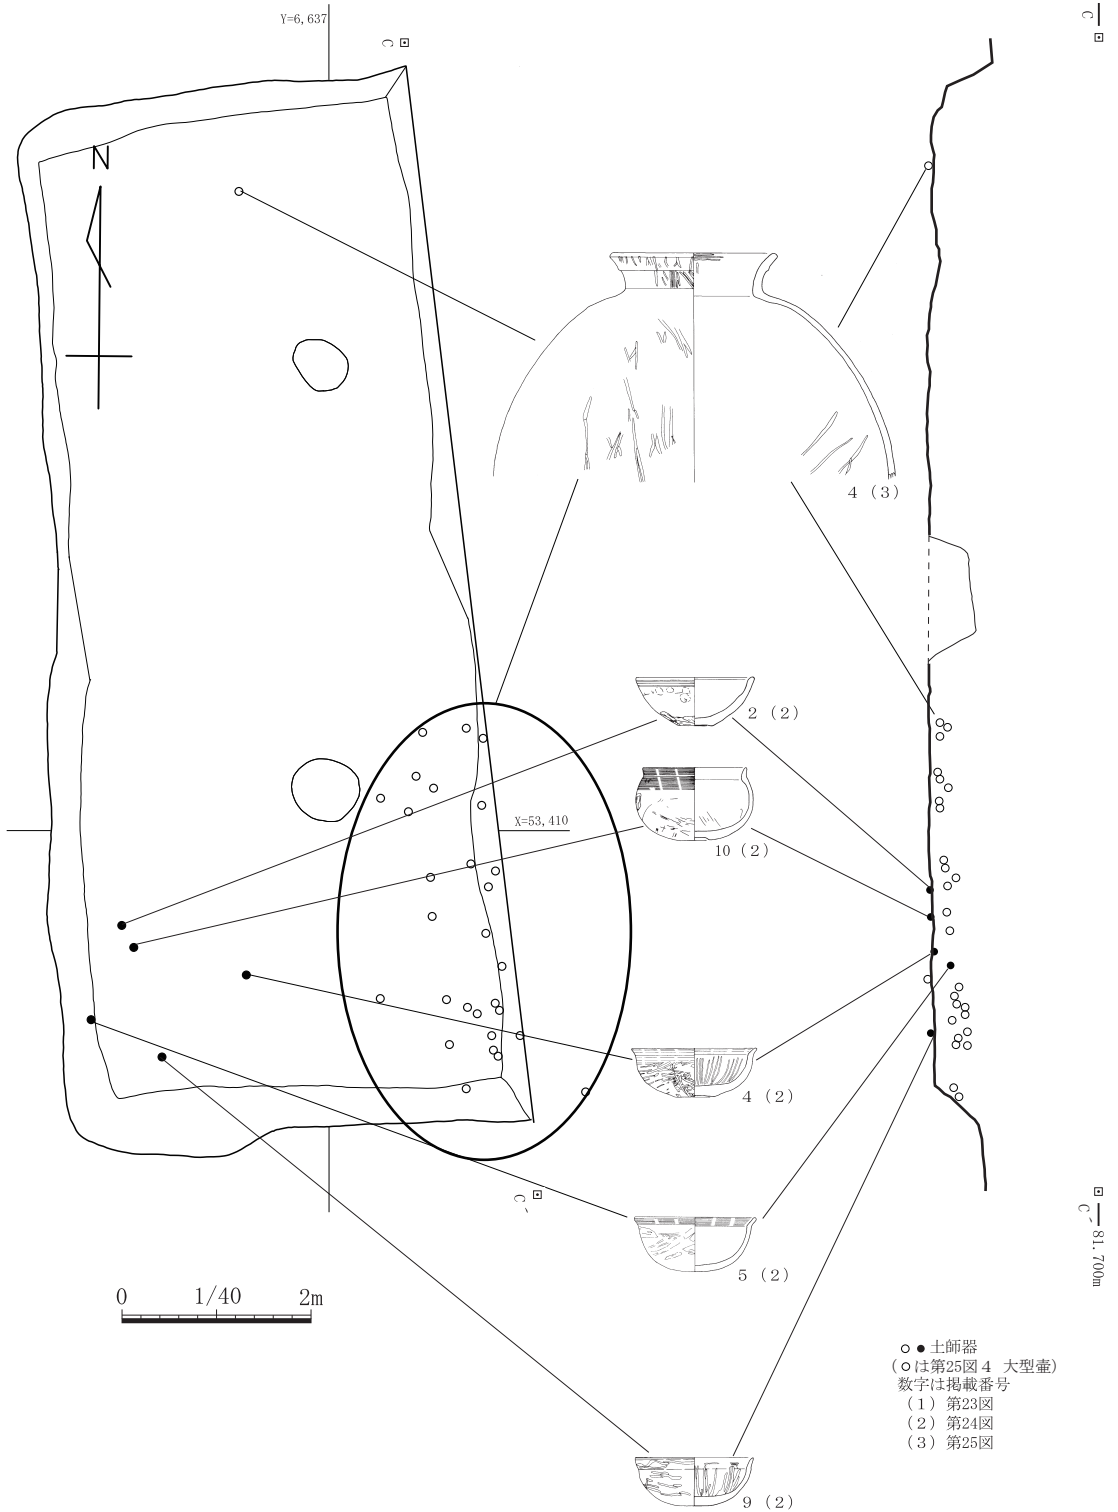 Y=6,637
C
C
N
4 (3)
2 (2)
X=53,410
10 (2)
4 (2)
C´
C´
81.700m
5 (2)
0 1/40 2m
○ ● 土師器
(○は第25図4 大型壷)
数字は掲載番号
(1) 第23図
(2) 第24図
(3) 第25図
9 (2)